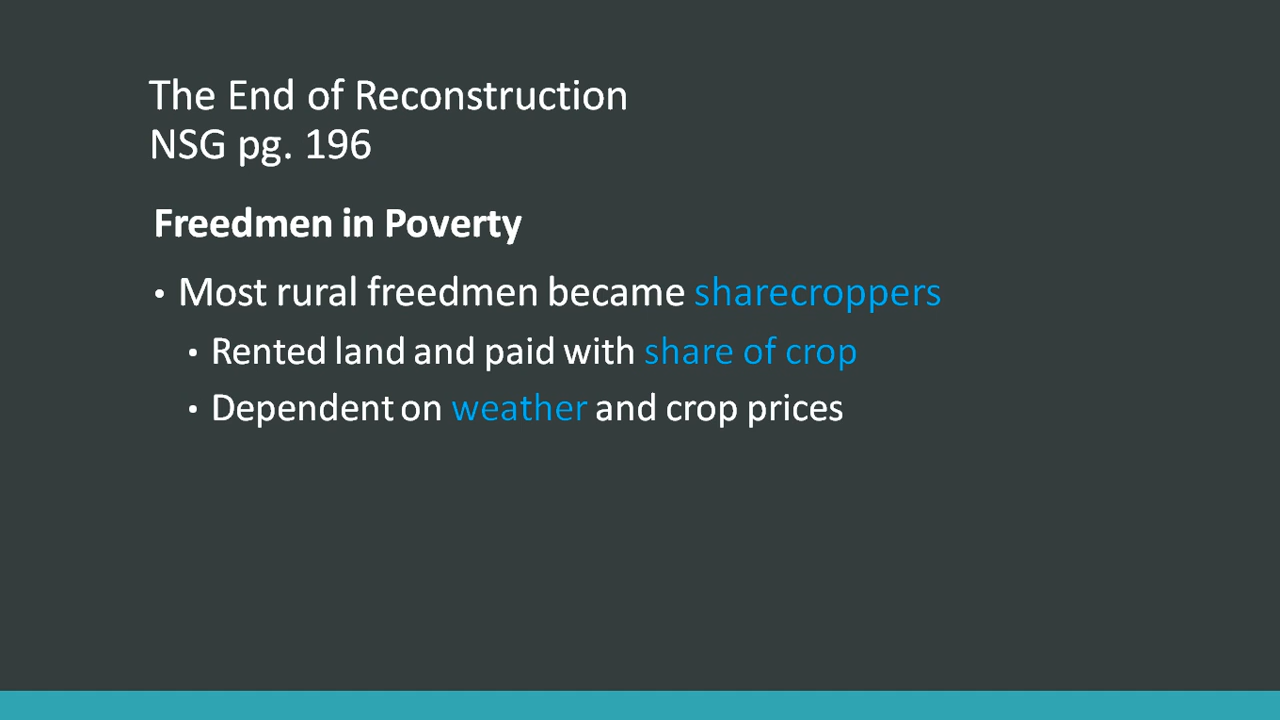 The End of Reconstruction
NSG pg. 196
Freedmen in Poverty
• Most rural freedmen became sharecroppers
• Rented land and paid with share of crop
• Dependent on weather and crop prices